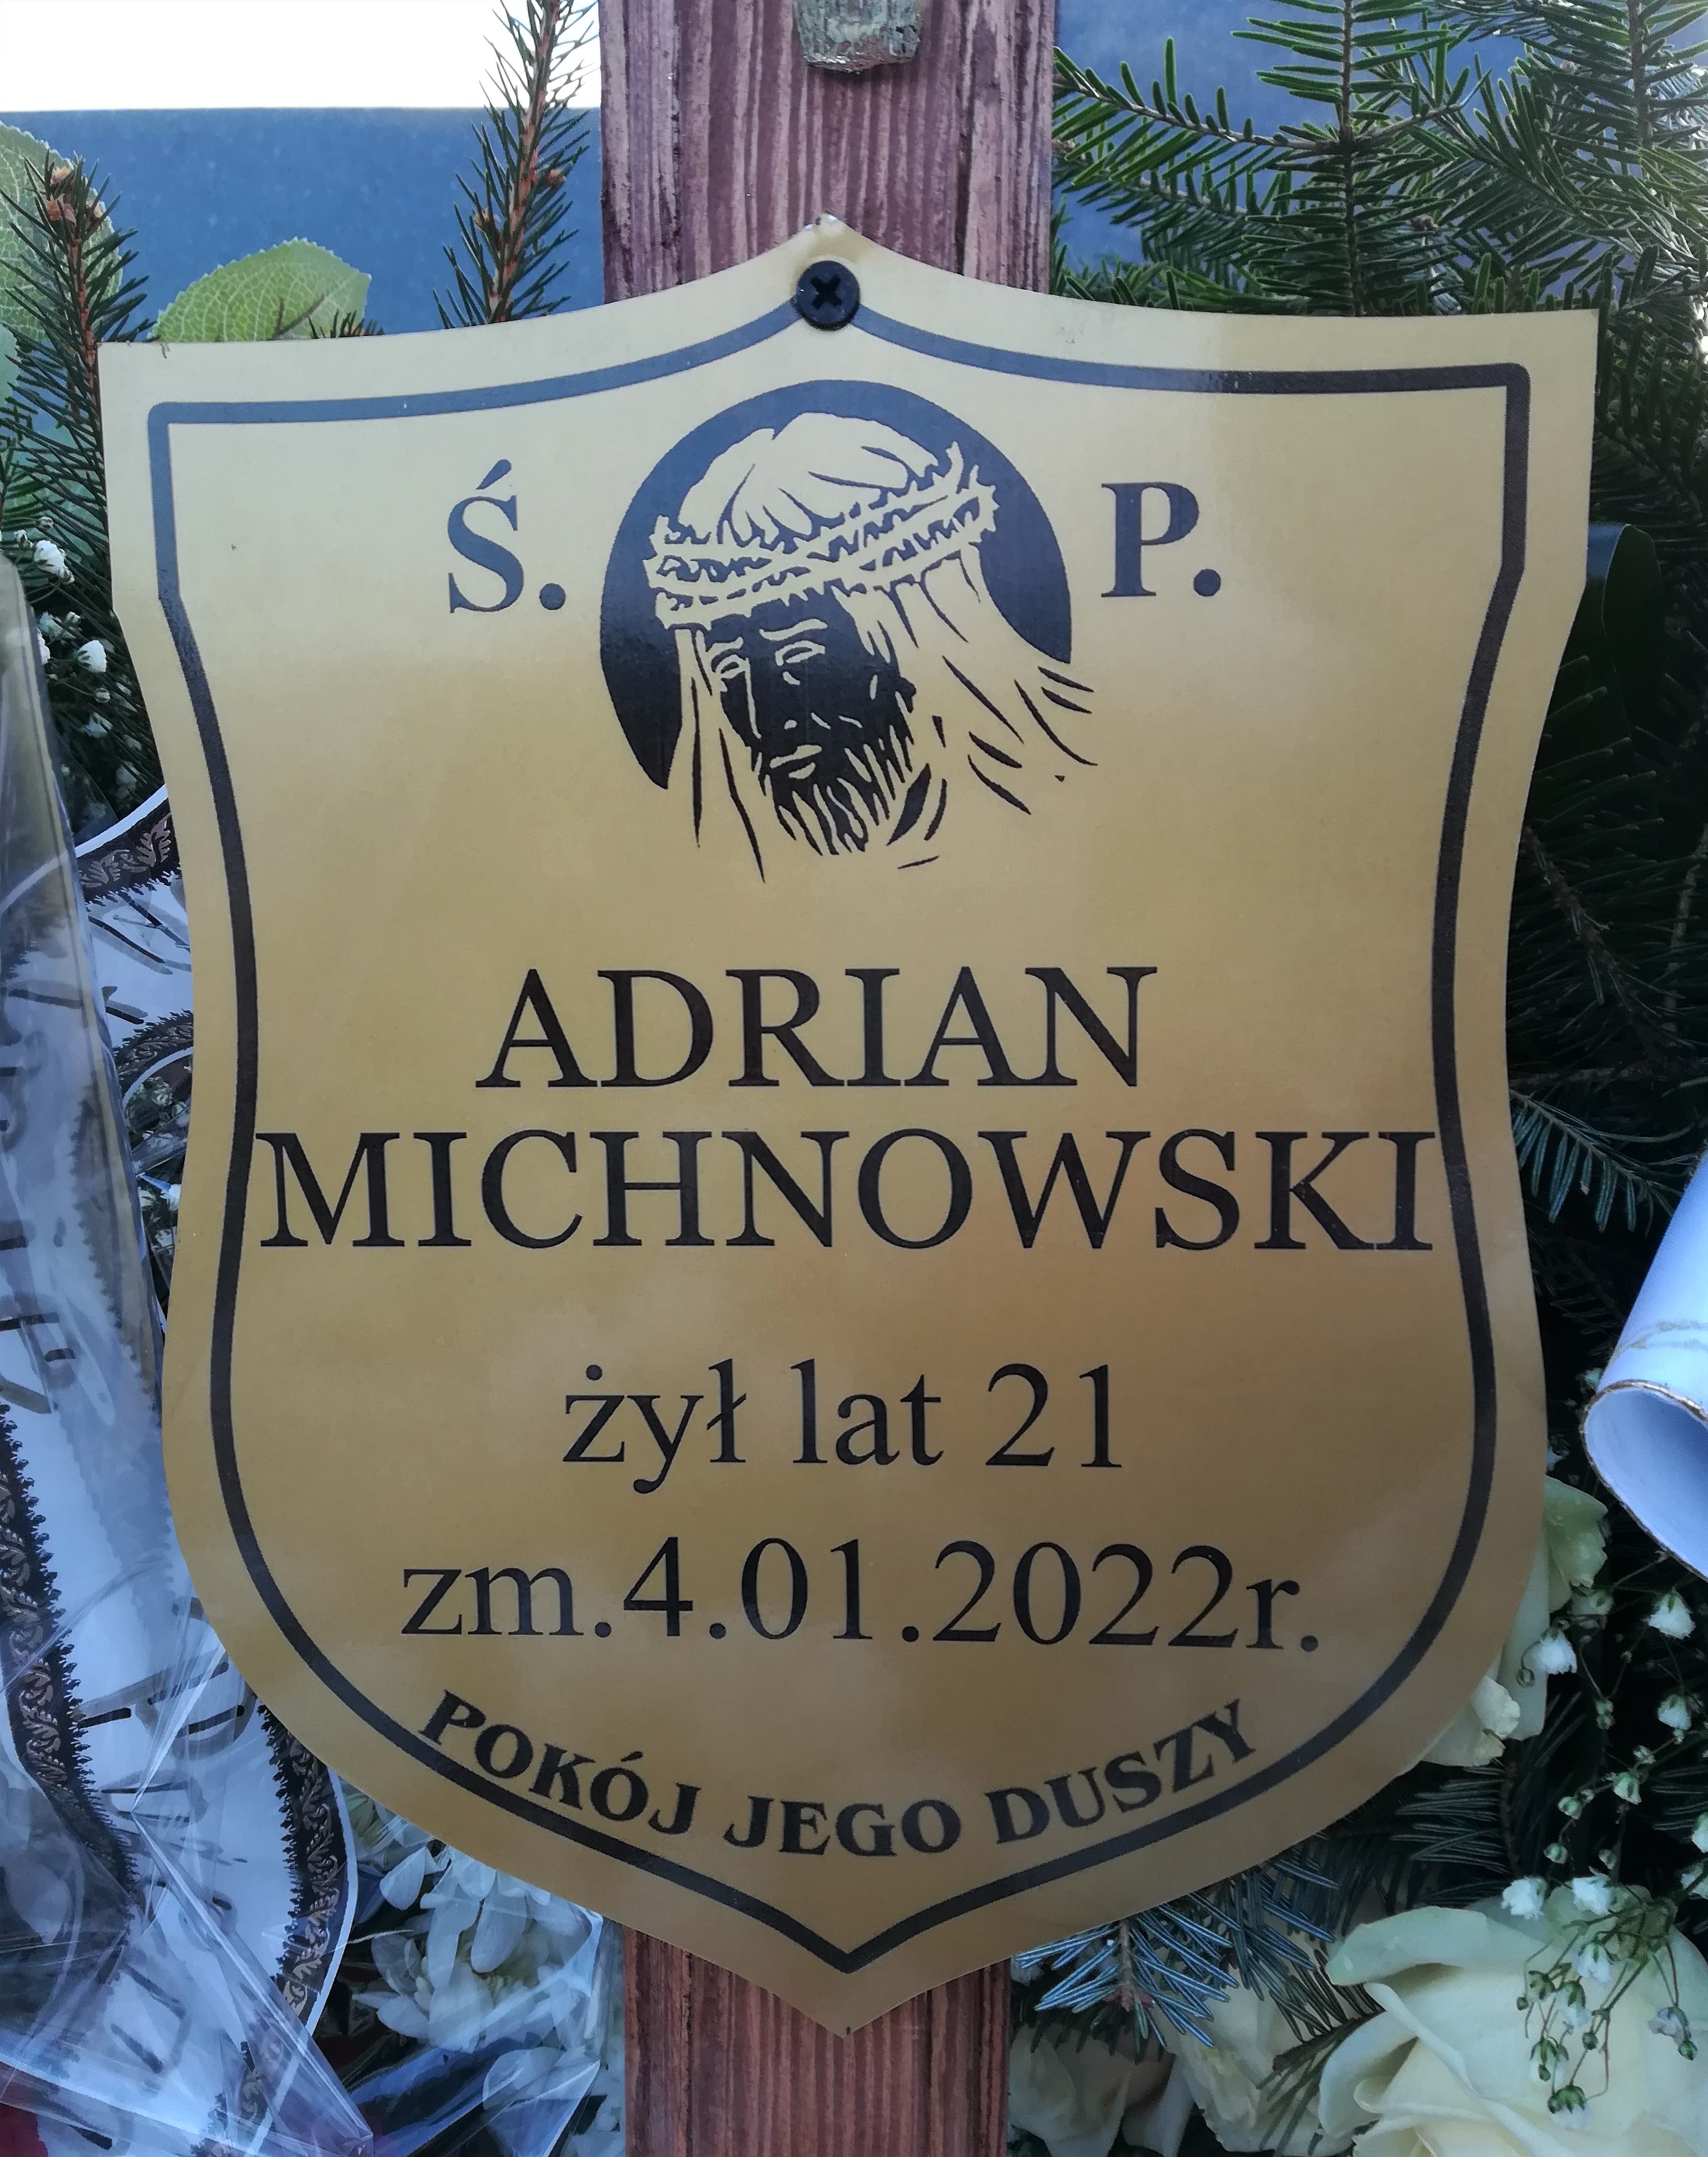 Ś. P.
ADRIAN
MICHNOWSKI
żył lat 21
zm.4.01.2022r.
POKÓJ JEGO DUSZY